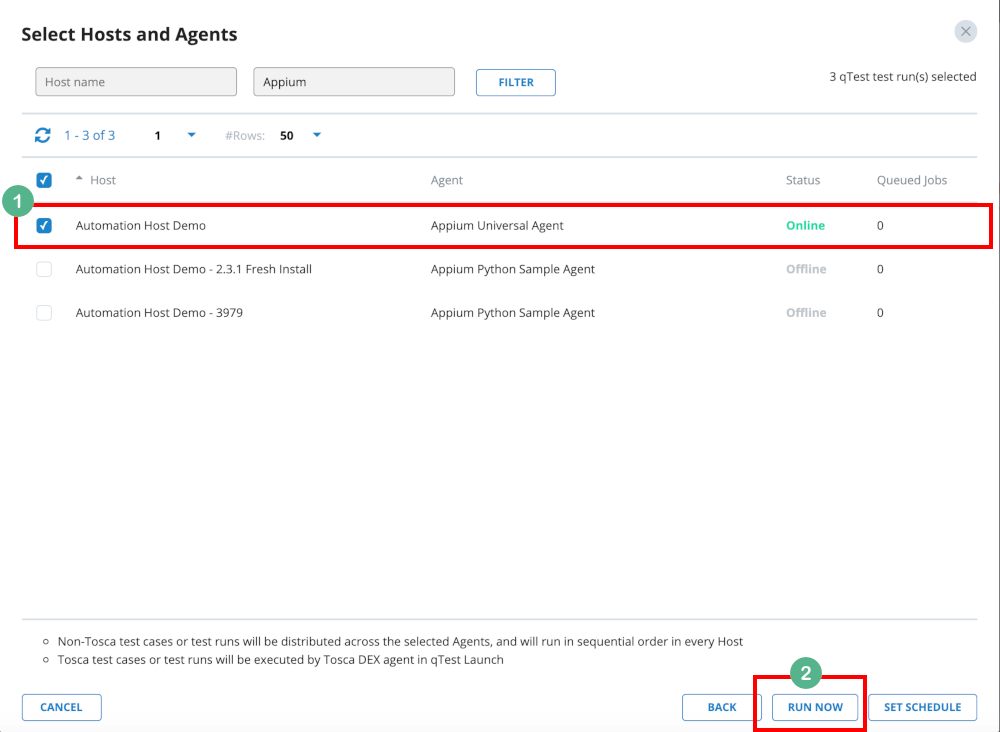 Select Hosts and Agents
Host name
Appium
FILTER
3 qTest test run(s) selected
1 - 3 of 3
1
#Rows:
50
Host Agent Status Queued Jobs
1
Automation Host Demo Appium Universal Agent Online 0
Automation Host Demo - 2.3.1 Fresh Install Appium Python Sample Agent Offline 0
Automation Host Demo - 3979 Appium Python Sample Agent Offline 0
Non-Tosca test cases or test runs will be distributed across the selected Agents, and will run in sequential order in every Host
Tosca test cases or test runs will be executed by Tosca DEX agent in qTest Launch
2
CANCEL
BACK
RUN NOW
SET SCHEDULE